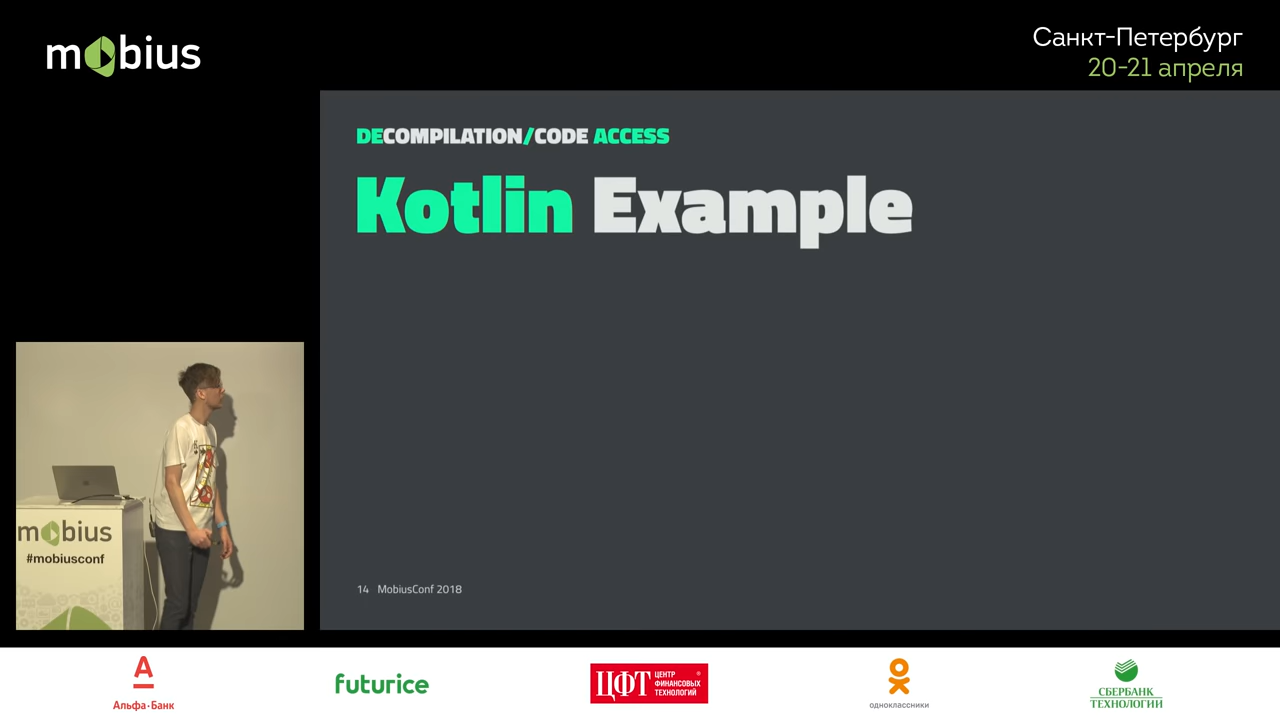 mobius
Санкт-Петербург
20-21 апреля
DECOMPILATION/CODE ACCESS
Kotlin Example
14 MobiusConf 2018
mobius
#mobiusconf
А
Альфа·Банк
futurice
ЦФТ
ЦЕНТР
ФИНАНСОВЫХ
ТЕХНОЛОГИЙ
®
одноклассники
СБЕРБАНК
ТЕХНОЛОГИИ